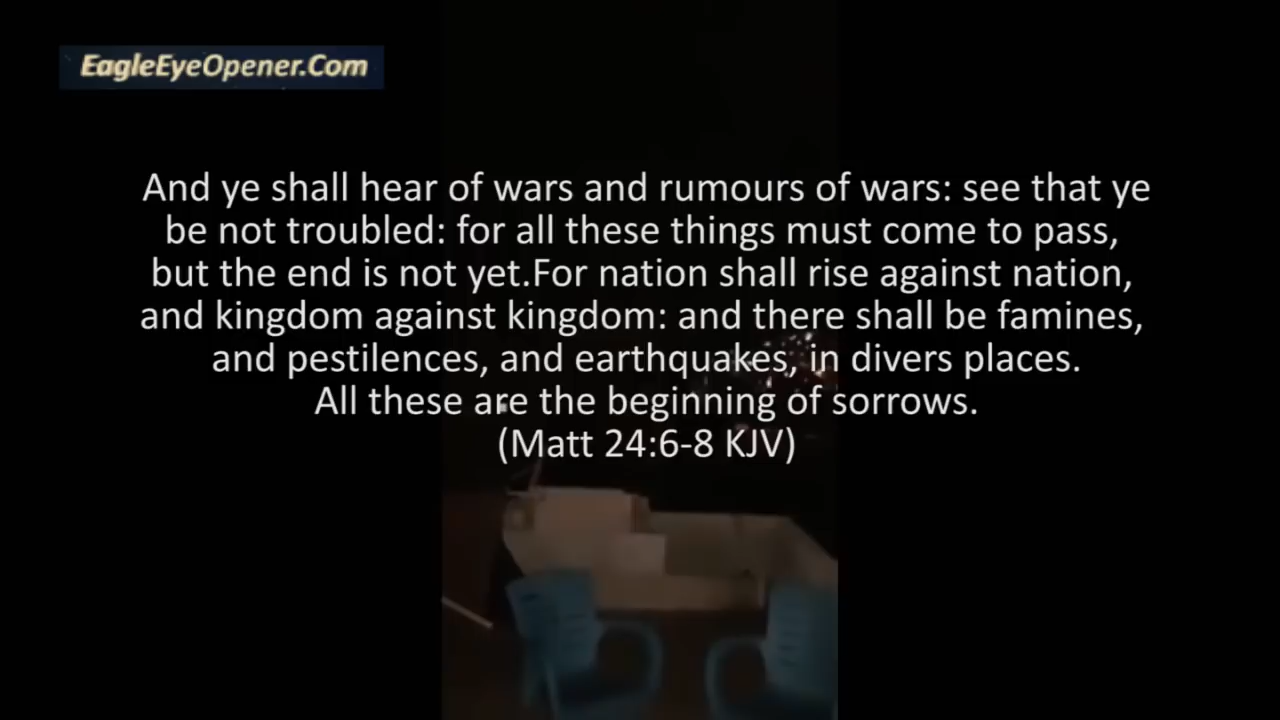 EagleEyeOpener.Com
And ye shall hear of wars and rumours of wars: see that ye
be not troubled: for all these things must come to pass,
but the end is not yet.For nation shall rise against nation,
and kingdom against kingdom: and there shall be famines,
and pestilences, and earthquakes, in divers places.
All these are the beginning of sorrows.
(Matt 24:6-8 KJV)